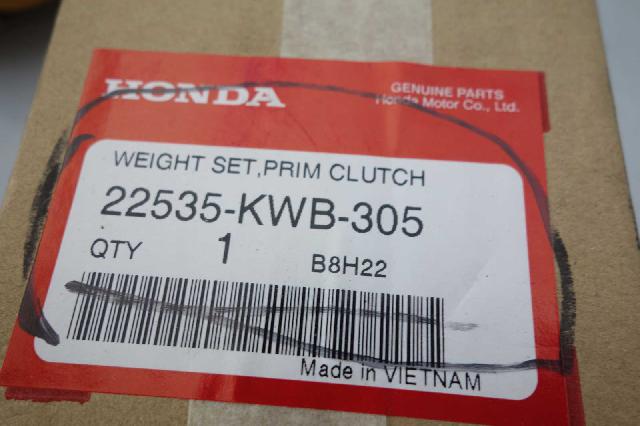 HONDA
GENUINE PARTS
Honda Motor Co., Ltd.
WEIGHT SET,PRIM CLUTCH
22535-KWB-305
QTY 1 B8H22
Made in VIETNAM